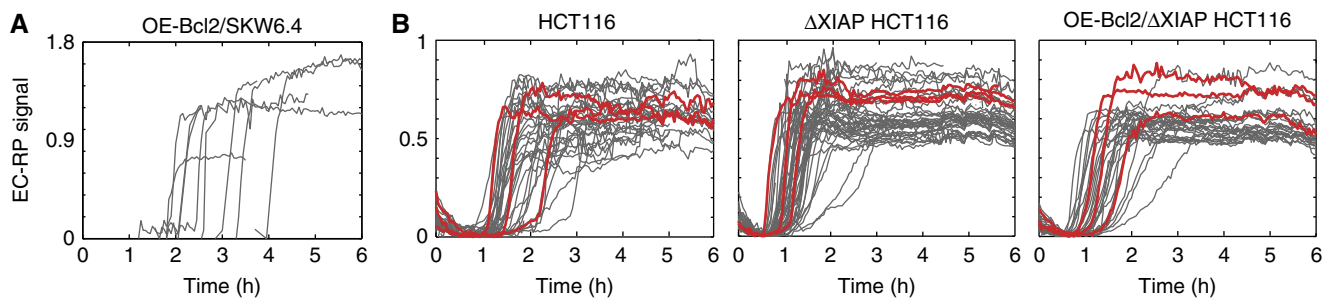 A OE-Bcl2/SKW6.4
B HCT116 ΔXIAP HCT116 OE-Bcl2/ΔXIAP HCT116
EC-RP signal
1.8
0.9
0
0 1 2 3 4 5 6
Time (h)
1
0.5
0
0 1 2 3 4 5 6
Time (h)
0 1 2 3 4 5 6
Time (h)
0 1 2 3 4 5 6
Time (h)